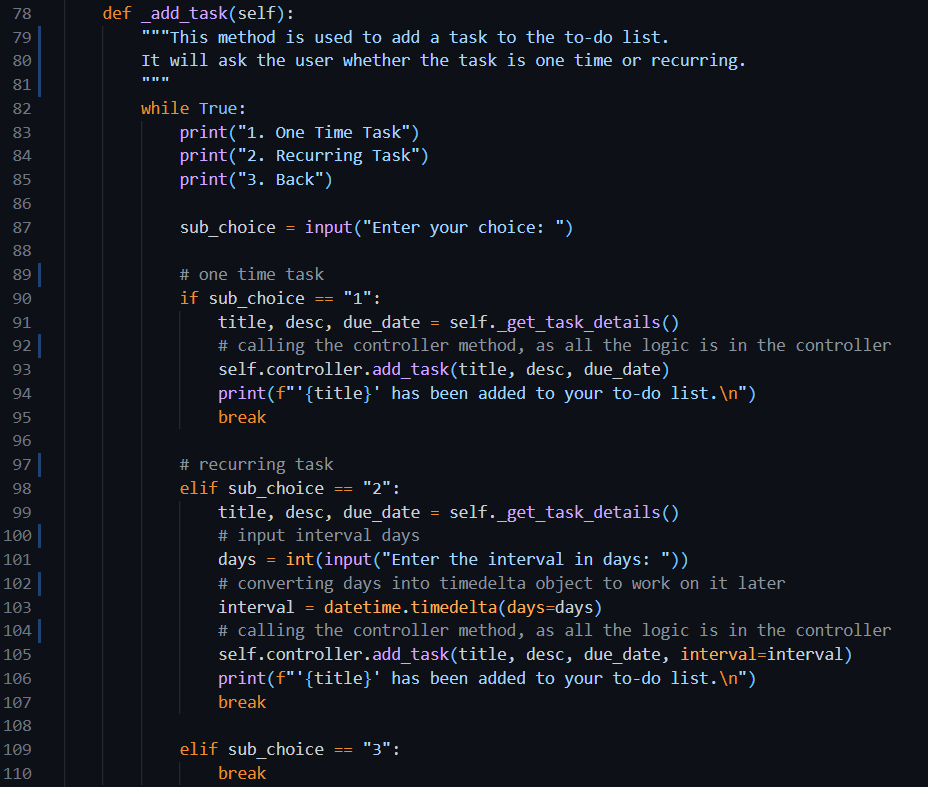 78 def _add_task(self):
79 """This method is used to add a task to the to-do list.
80 It will ask the user whether the task is one time or recurring.
81 """
82 while True:
83 print("1. One Time Task")
84 print("2. Recurring Task")
85 print("3. Back")
86
87 sub_choice = input("Enter your choice: ")
88
89 # one time task
90 if sub_choice == "1":
91 title, desc, due_date = self._get_task_details()
92 # calling the controller method, as all the logic is in the controller
93 self.controller.add_task(title, desc, due_date)
94 print(f"'{title}' has been added to your to-do list.\n")
95 break
96
97 # recurring task
98 elif sub_choice == "2":
99 title, desc, due_date = self._get_task_details()
100 # input interval days
101 days = int(input("Enter the interval in days: "))
102 # converting days into timedelta object to work on it later
103 interval = datetime.timedelta(days=days)
104 # calling the controller method, as all the logic is in the controller
105 self.controller.add_task(title, desc, due_date, interval=interval)
106 print(f"'{title}' has been added to your to-do list.\n")
107 break
108
109 elif sub_choice == "3":
110 break